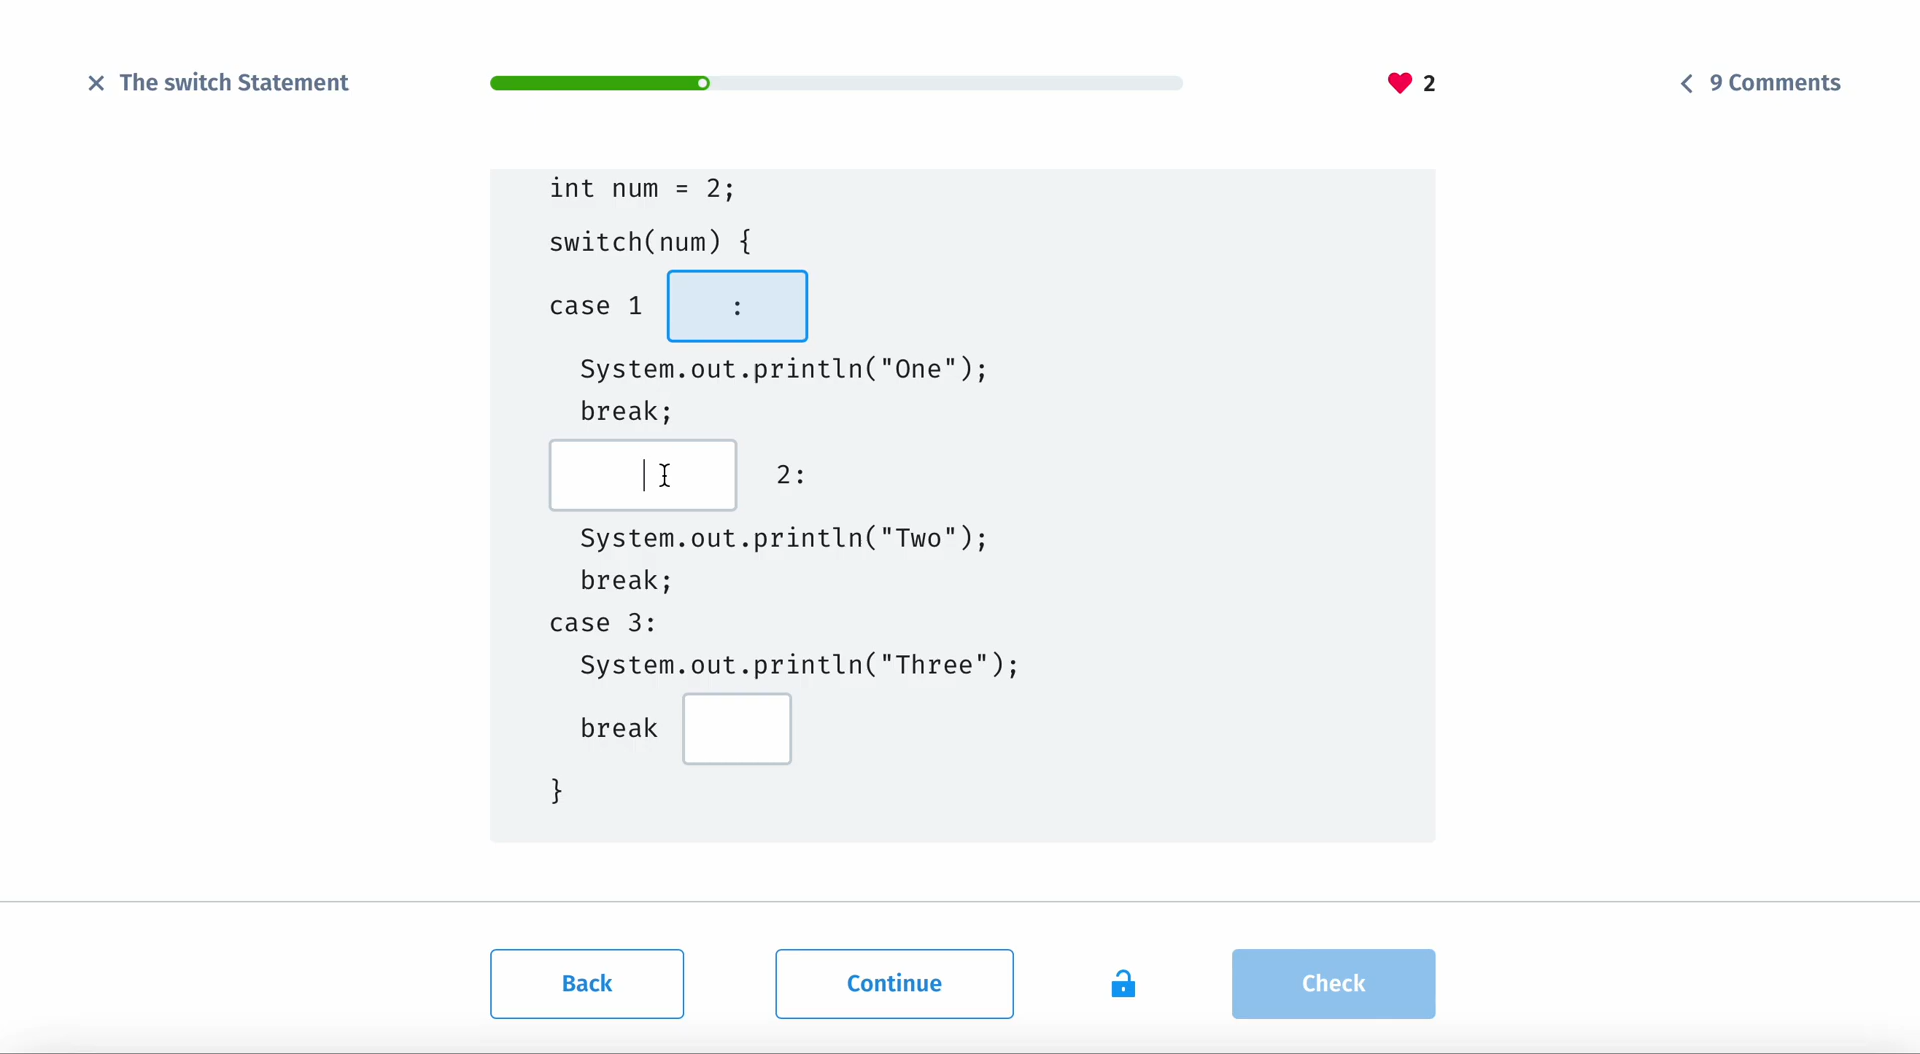 The switch Statement
2
9 Comments
int num = 2;
switch(num) {
case 1 :
System.out.println("One");
break;
2:
System.out.println("Two");
break;
case 3:
System.out.println("Three");
break
}
Back
Continue
Check